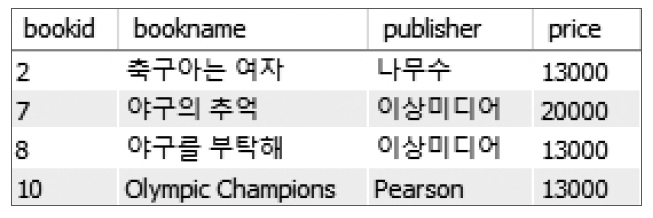 bookid bookname publisher price
2 축구아는 여자 나무수 13000
7 야구의 추억 이상미디어 20000
8 야구를 부탁해 이상미디어 13000
10 Olympic Champions Pearson 13000